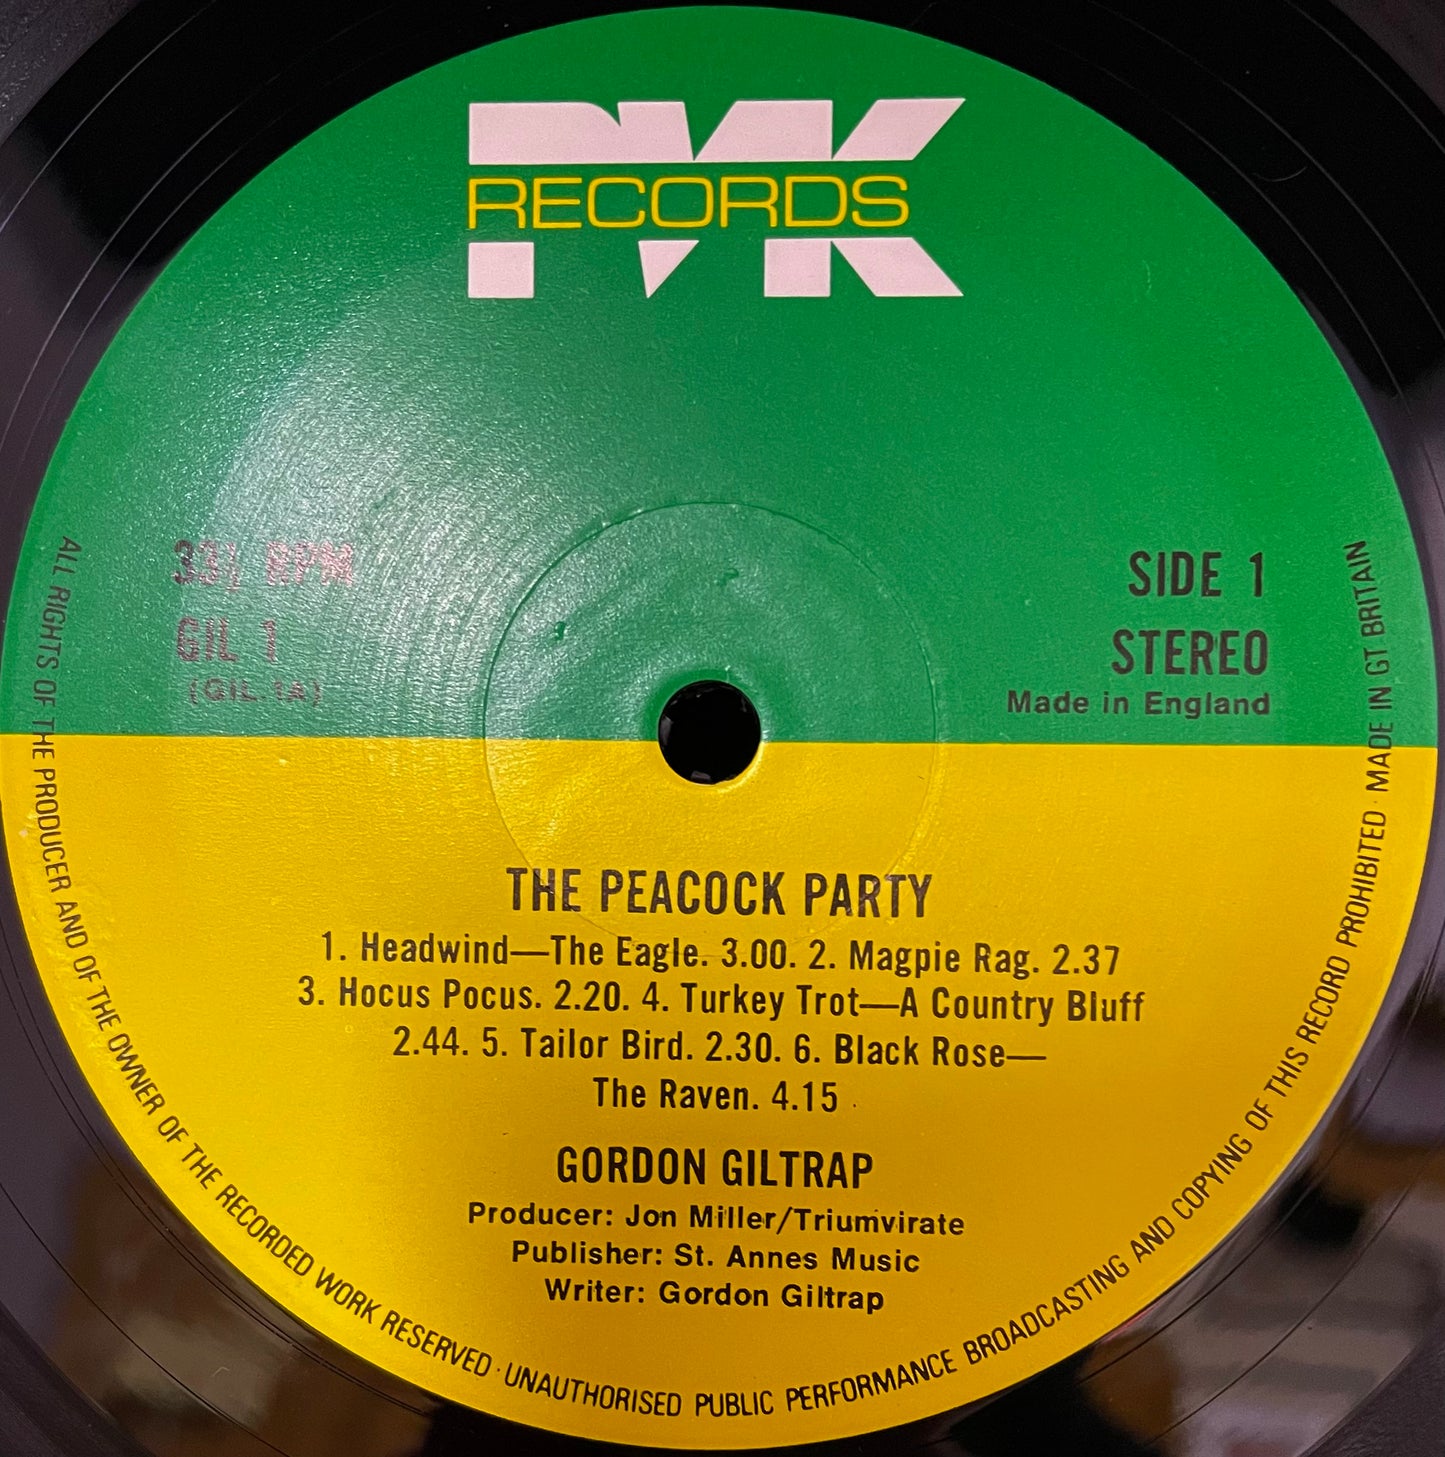 PVK
RECORDS
33⅓ RPM
GIL 1
(GIL 1A)
SIDE 1
STEREO
Made in England
THE PEACOCK PARTY
1. Headwind—The Eagle. 3.00. 2. Magpie Rag. 2.37
3. Hocus Pocus. 2.20. 4. Turkey Trot—A Country Bluff
2.44. 5. Tailor Bird. 2.30. 6. Black Rose—
The Raven. 4.15
GORDON GILTRAP
Producer: Jon Miller/Triumvirate
Publisher: St. Annes Music
Writer: Gordon Giltrap
ALL RIGHTS OF THE PRODUCER AND OF THE OWNER OF THE RECORDED WORK RESERVED · UNAUTHORISED PUBLIC PERFORMANCE BROADCASTING AND COPYING OF THIS RECORD PROHIBITED · MADE IN GT BRITAIN